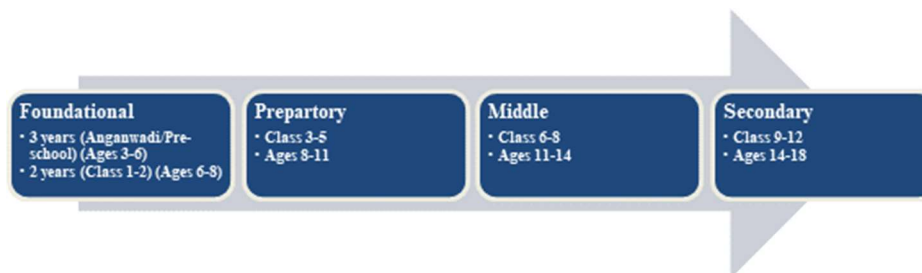 Foundational
• 3 years (Anganwadi/Pre-
school) (Ages 3-6)
• 2 years (Class 1-2) (Ages 6-8)
Prepartory
• Class 3-5
• Ages 8-11
Middle
• Class 6-8
• Ages 11-14
Secondary
• Class 9-12
• Ages 14-18